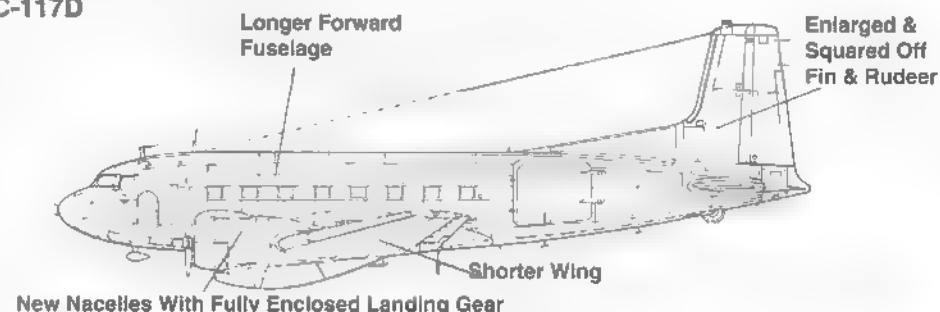 C-117D
Longer Forward
Fuselage
Enlarged &
Squared Off
Fin & Rudeer
Shorter Wing
New Nacelles With Fully Enclosed Landing Gear